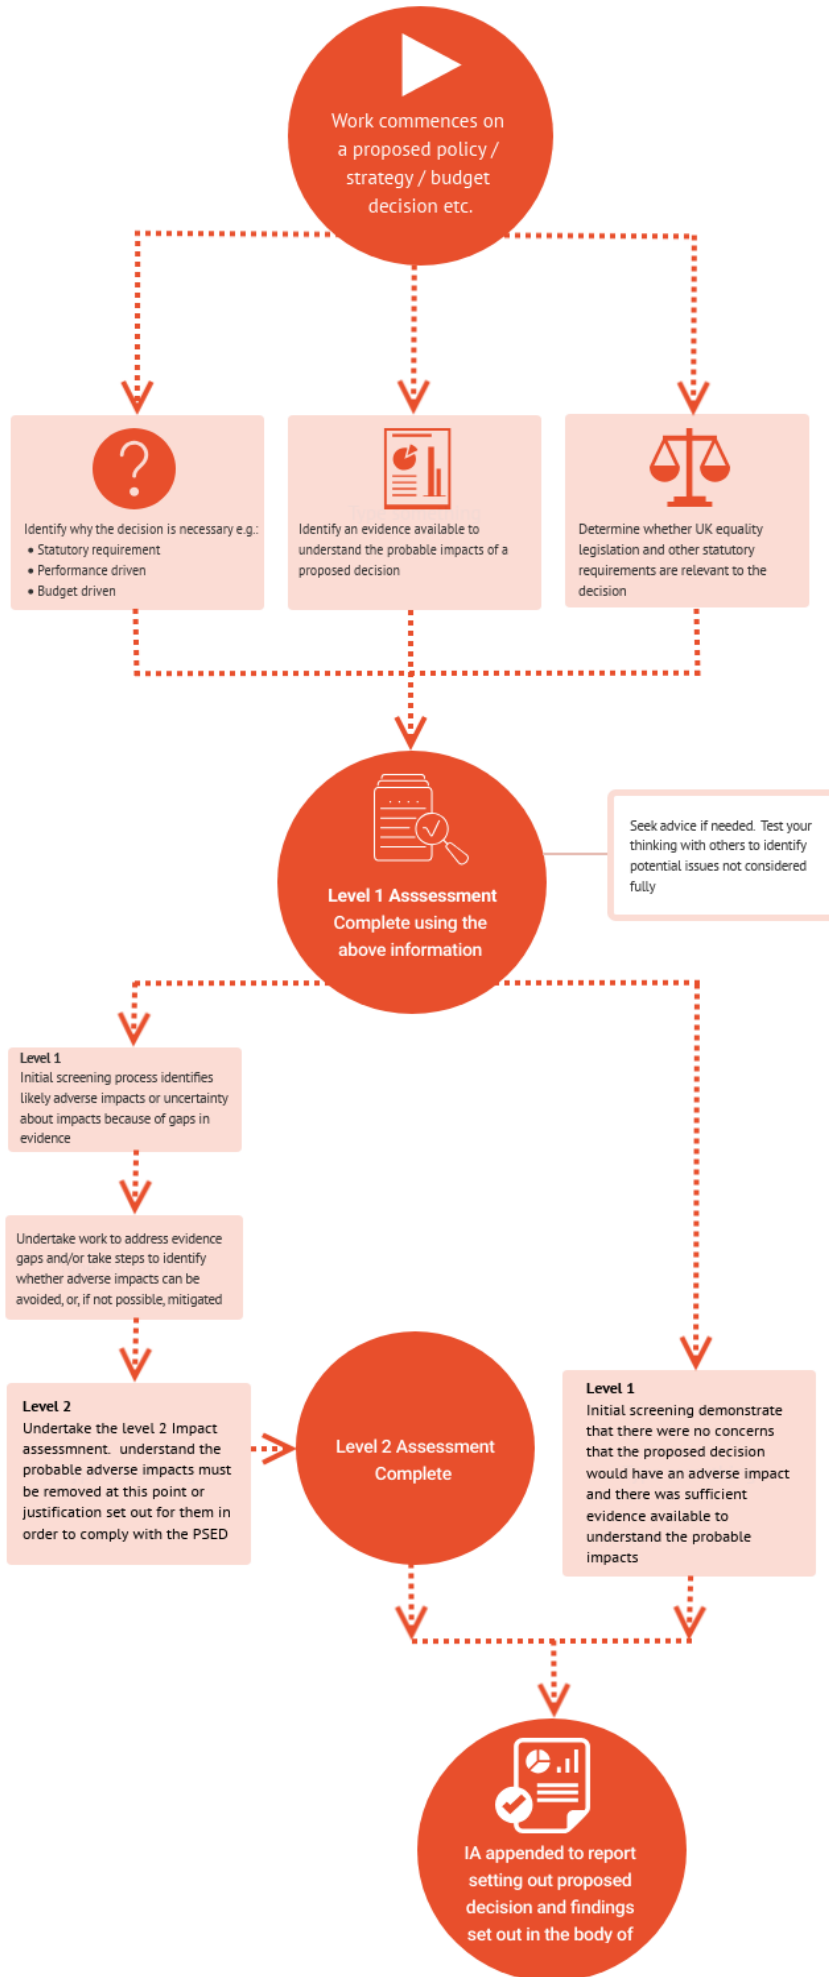 Work commences on
a proposed policy /
strategy / budget
decision etc.
Identify why the decision is necessary e.g.:
• Statutory requirement
• Performance driven
• Budget driven
Identify an evidence available to
understand the probable impacts of a
proposed decision
Determine whether UK equality
legislation and other statutory
requirements are relevant to the
decision
Level 1 Asssessment
Complete using the
above information
Seek advice if needed. Test your
thinking with others to identify
potential issues not considered
fully
Level 1
Initial screening process identifies
likely adverse impacts or uncertainty
about impacts because of gaps in
evidence
Undertake work to address evidence
gaps and/or take steps to identify
whether adverse impacts can be
avoided, or, if not possible, mitigated
Level 2
Undertake the level 2 Impact
assessmnent. understand the
probable adverse impacts must
be removed at this point or
justification set out for them in
order to comply with the PSED
Level 2 Assessment
Complete
Level 1
Initial screening demonstrate
that there were no concerns
that the proposed decision
would have an adverse impact
and there was sufficient
evidence available to
understand the probable
impacts
IA appended to report
setting out proposed
decision and findings
set out in the body of